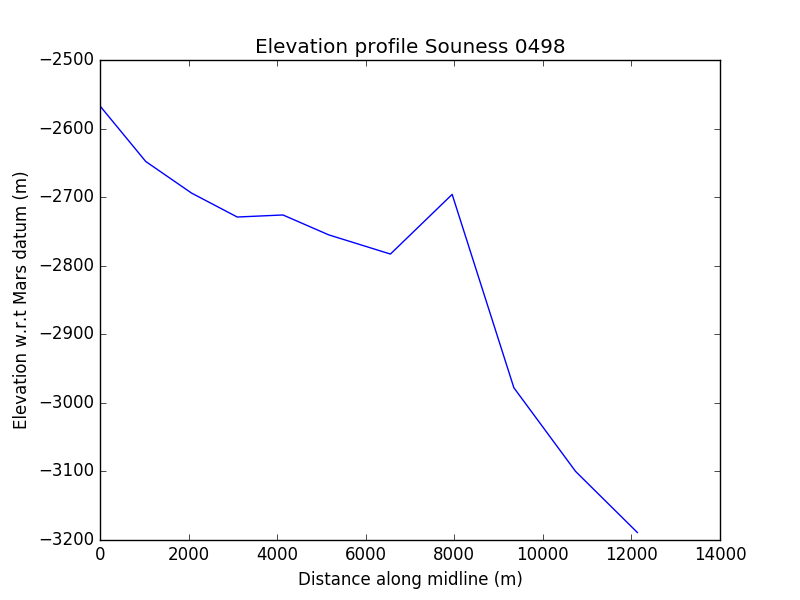 Elevation profile Souness 0498
−2500
−2600
−2700
−2800
−2900
−3000
−3100
−3200
Elevation w.r.t Mars datum (m)
0 2000 4000 6000 8000 10000 12000 14000
Distance along midline (m)